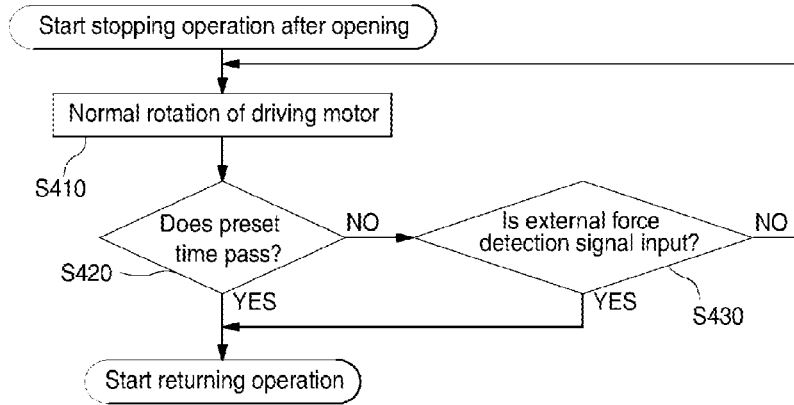 Start stopping operation after opening
Normal rotation of driving motor
S410
Does preset
time pass?
NO
S420
YES
Is external force
detection signal input?
NO
YES
S430
Start returning operation